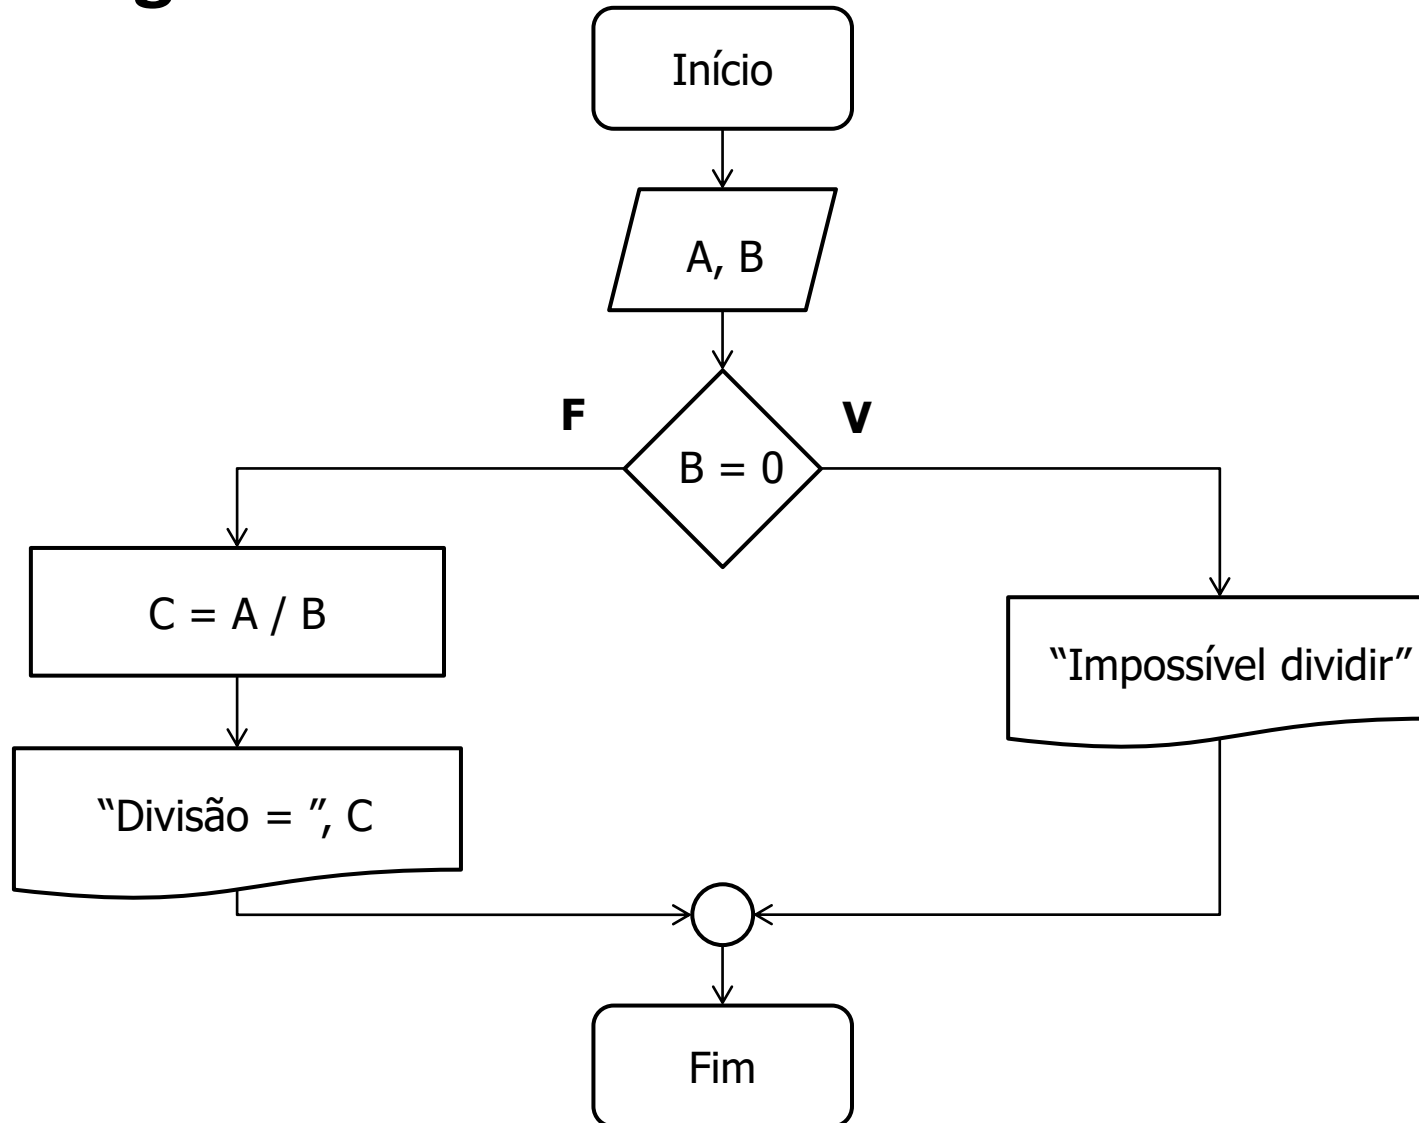 Início
A, B
F
V
B = 0
C = A / B
“Impossível dividir”
“Divisão = ”, C
Fim